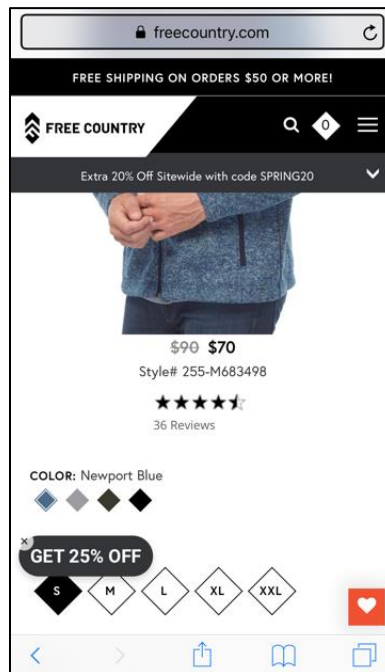 freecountry.com
FREE SHIPPING ON ORDERS $50 OR MORE!
FREE COUNTRY
0
Extra 20% Off Sitewide with code SPRING20
$90 $70
Style# 255-M683498
36 Reviews
COLOR: Newport Blue
GET 25% OFF
S M L XL XXL